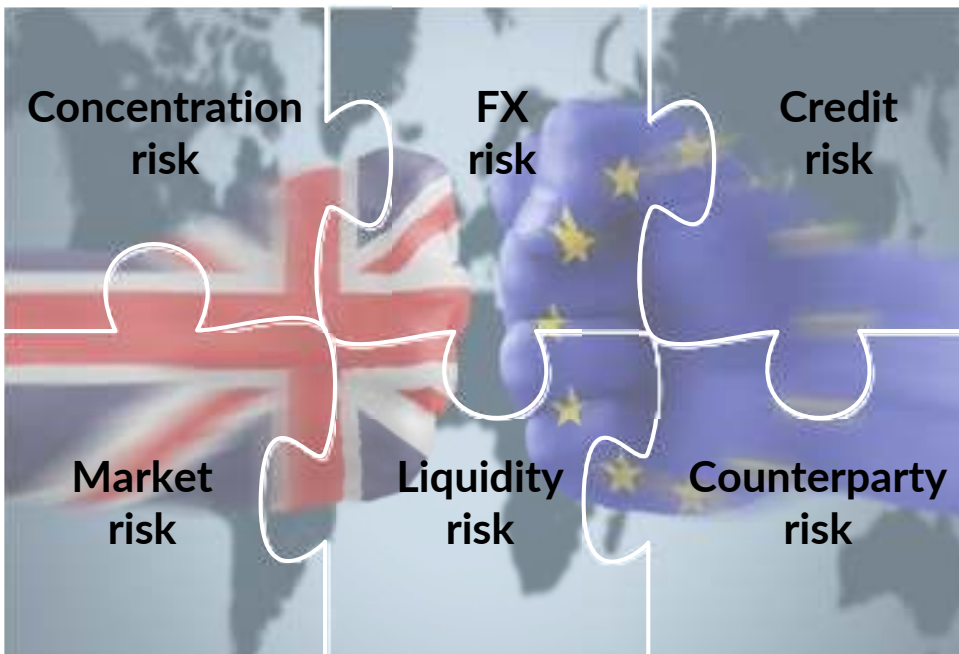 Concentration
risk
FX
risk
Credit
risk
Market
risk
Liquidity
risk
Counterparty
risk